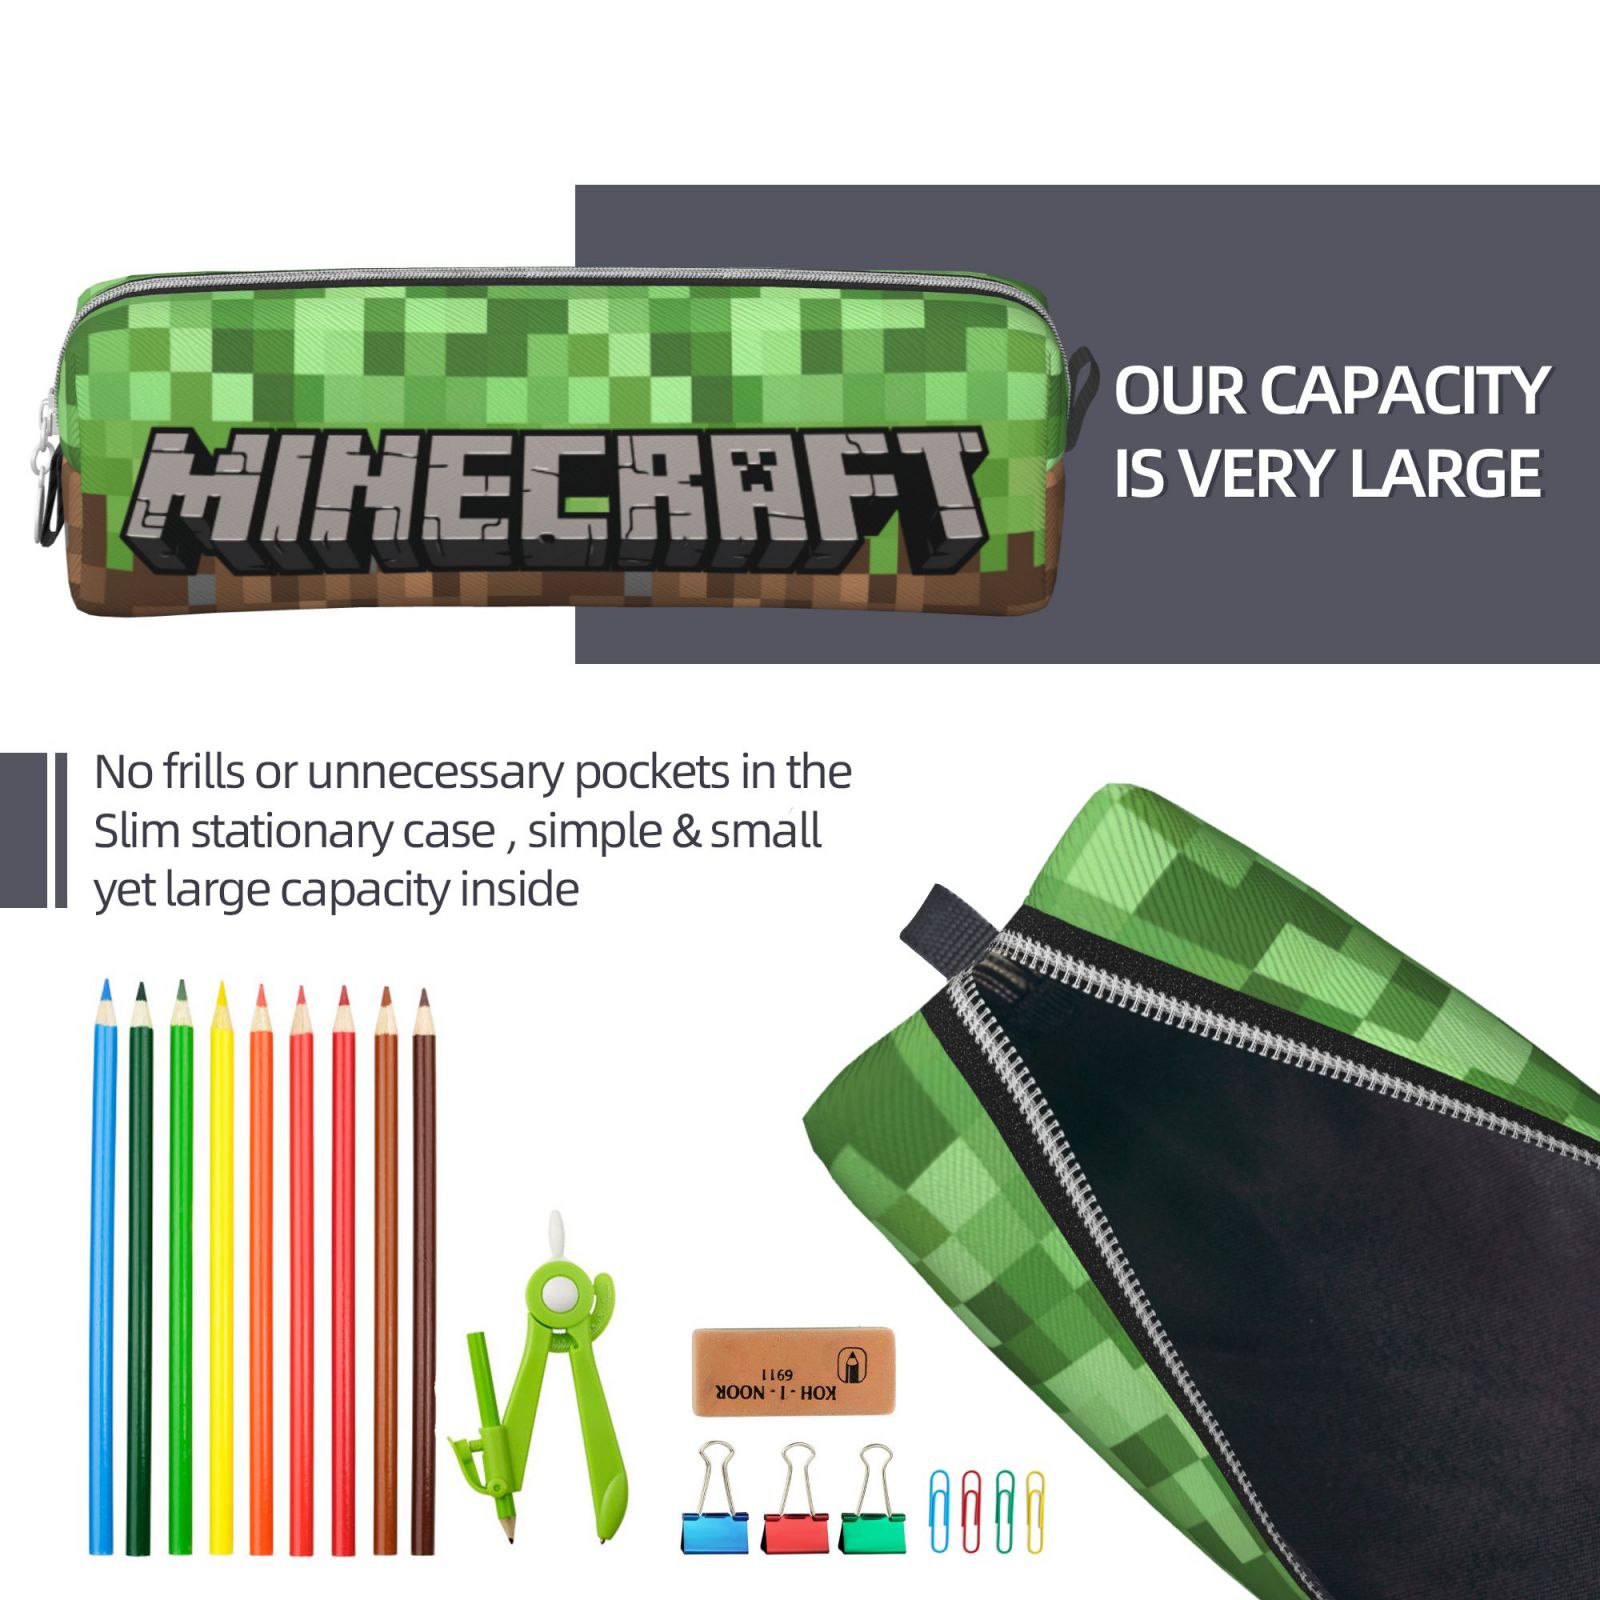 MINECRAFT
OUR CAPACITY
IS VERY LARGE
No frills or unnecessary pockets in the
Slim stationary case , simple & small
yet large capacity inside
KOH-I-NOOR
6911